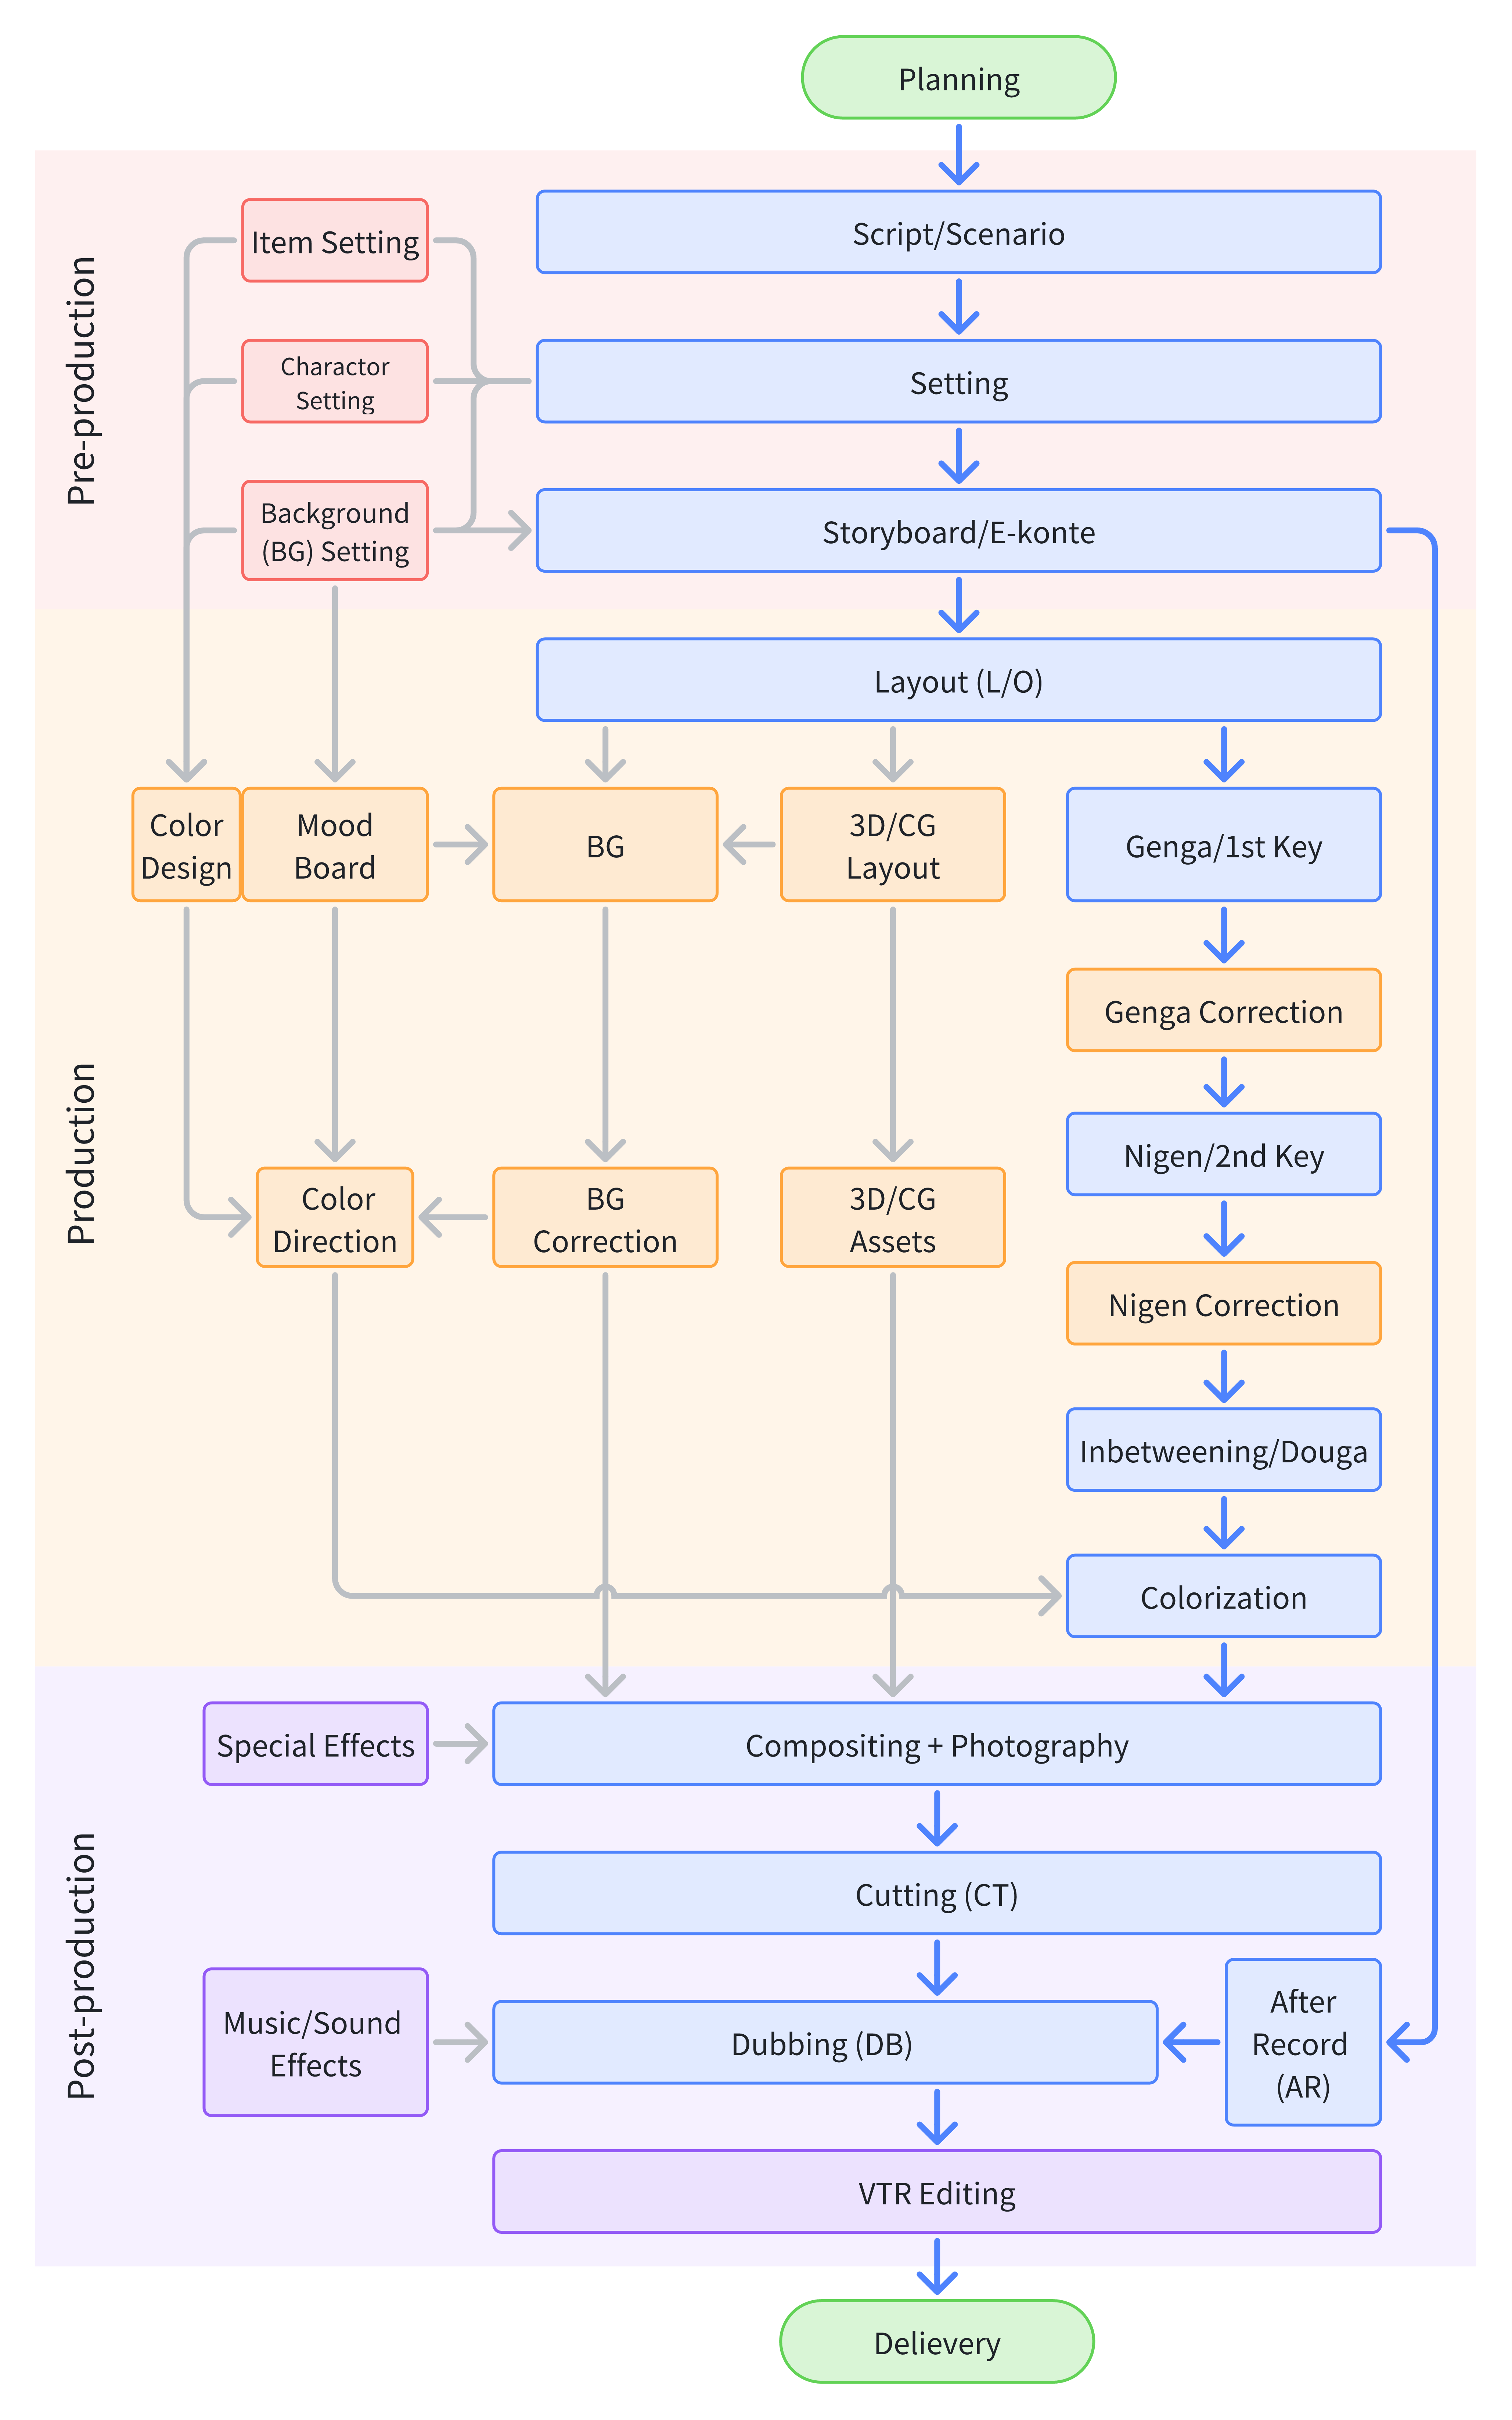 Planning
Pre-production
Item Setting
Script/Scenario
Charactor
Setting
Setting
Background
(BG) Setting
Storyboard/E-konte
Production
Layout (L/O)
Color
Design
Mood
Board
BG
3D/CG
Layout
Genga/1st Key
Genga Correction
Nigen/2nd Key
Color
Direction
BG
Correction
3D/CG
Assets
Nigen Correction
Inbetweening/Douga
Colorization
Post-production
Special Effects
Compositing + Photography
Cutting (CT)
Music/Sound
Effects
Dubbing (DB)
After
Record
(AR)
VTR Editing
Delievery